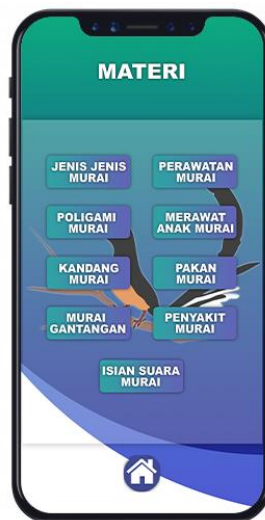 MATERI
JENIS JENIS
MURAI
PERAWATAN
MURAI
POLIGAMI
MURAI
MERAWAT
ANAK MURAI
KANDANG
MURAI
PAKAN
MURAI
MURAI
GANTANGAN
PENYAKIT
MURAI
ISIAN SUARA
MURAI